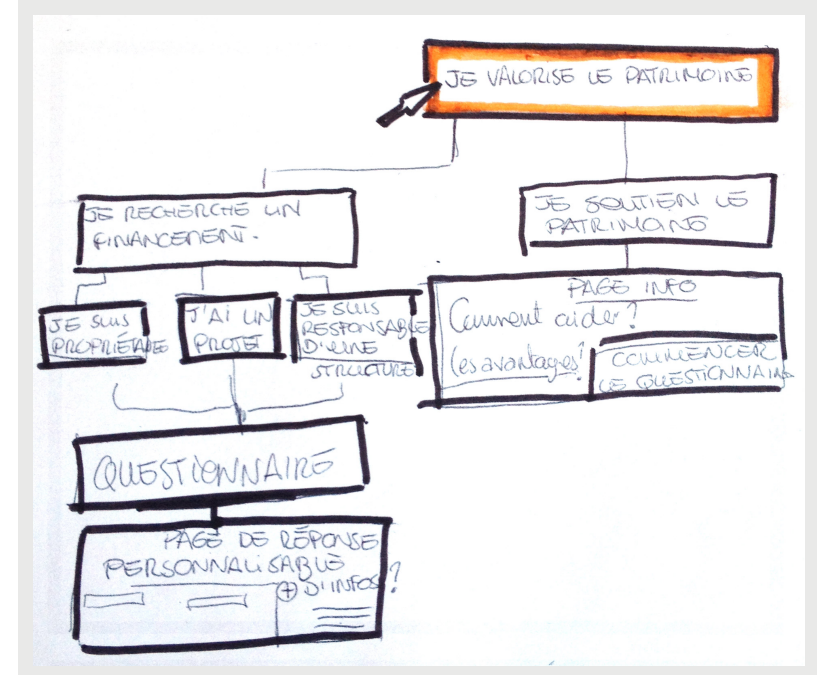 JE VALORISE LE PATRIMOINE
JE RECHERCHE UN
FINANCEMENT.
JE SOUTIEN LE
PATRIMOINE
JE SUIS
PROPRIÉTAIRE
J'AI UN
PROJET
JE SUIS
RESPONSABLE
D'UNE
STRUCTURE
PAGE INFO
Comment aider?
Les avantages?
COMMENCER
LE QUESTIONNAIRE
QUESTIONNAIRE
PAGE DE RÉPONSE
PERSONNALISABLE
+ D'INFOS?